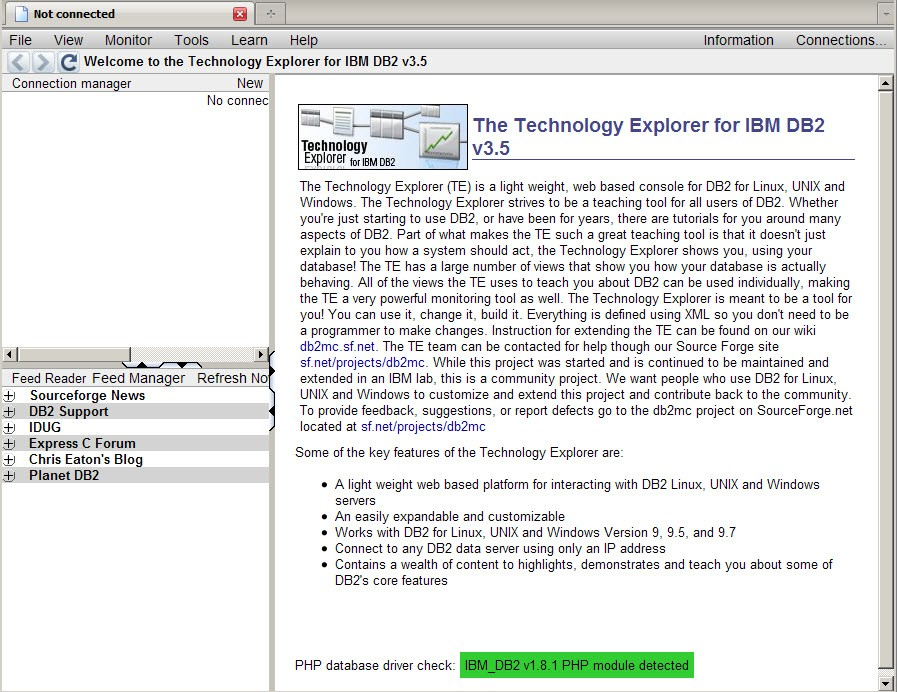 Not connected
File View Monitor Tools Learn Help Information Connections...
Welcome to the Technology Explorer for IBM DB2 v3.5
Connection manager New
No connec
Technology
Explorer for IBM DB2
The Technology Explorer for IBM DB2
v3.5
The Technology Explorer (TE) is a light weight, web based console for DB2 for Linux, UNIX and
Windows. The Technology Explorer strives to be a teaching tool for all users of DB2. Whether
you're just starting to use DB2, or have been for years, there are tutorials for you around many
aspects of DB2. Part of what makes the TE such a great teaching tool is that it doesn't just
explain to you how a system should act, the Technology Explorer shows you, using your
database! The TE has a large number of views that show you how your database is actually
behaving. All of the views the TE uses to teach you about DB2 can be used individually, making
the TE a very powerful monitoring tool as well. The Technology Explorer is meant to be a tool for
you! You can use it, change it, build it. Everything is defined using XML so you don't need to be
a programmer to make changes. Instruction for extending the TE can be found on our wiki
db2mc.sf.net. The TE team can be contacted for help though our Source Forge site
sf.net/projects/db2mc. While this project was started and is continued to be maintained and
extended in an IBM lab, this is a community project. We want people who use DB2 for Linux,
UNIX and Windows to customize and extend this project and contribute back to the community.
To provide feedback, suggestions, or report defects go to the db2mc project on SourceForge.net
located at sf.net/projects/db2mc
Some of the key features of the Technology Explorer are:
A light weight web based platform for interacting with DB2 Linux, UNIX and Windows
servers
An easily expandable and customizable
Works with DB2 for Linux, UNIX and Windows Version 9, 9.5, and 9.7
Connect to any DB2 data server using only an IP address
Contains a wealth of content to highlights, demonstrates and teach you about some of
DB2's core features
PHP database driver check: IBM_DB2 v1.8.1 PHP module detected
Feed Reader Feed Manager Refresh No
Sourceforge News
DB2 Support
IDUG
Express C Forum
Chris Eaton's Blog
Planet DB2